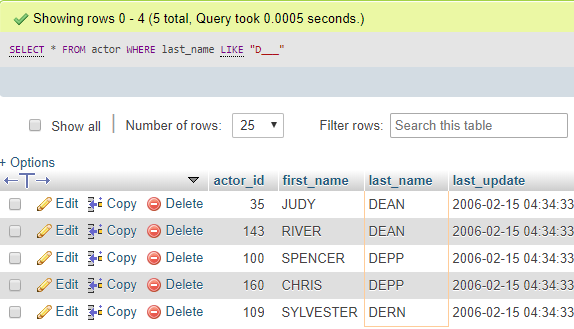 Showing rows 0 - 4 (5 total, Query took 0.0005 seconds.)
SELECT * FROM actor WHERE last_name LIKE "D___"
Show all Number of rows: 25 Filter rows: Search this table
+ Options
actor_id first_name last_name last_update
Edit Copy Delete 35 JUDY DEAN 2006-02-15 04:34:33
Edit Copy Delete 143 RIVER DEAN 2006-02-15 04:34:33
Edit Copy Delete 100 SPENCER DEPP 2006-02-15 04:34:33
Edit Copy Delete 160 CHRIS DEPP 2006-02-15 04:34:33
Edit Copy Delete 109 SYLVESTER DERN 2006-02-15 04:34:33